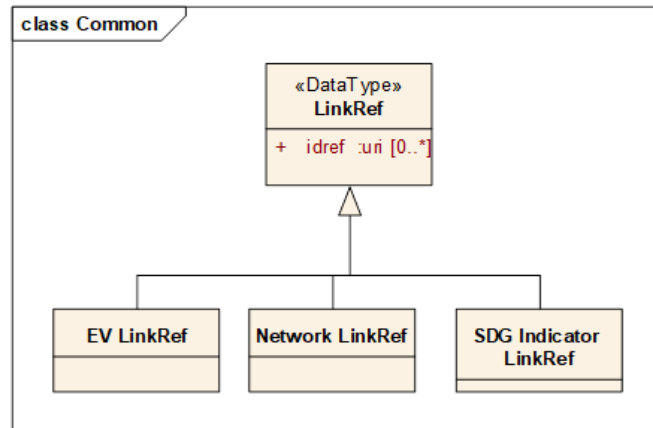 class Common
«DataType»
LinkRef
+ idref :uri [0..*]
EV LinkRef
Network LinkRef
SDG Indicator
LinkRef